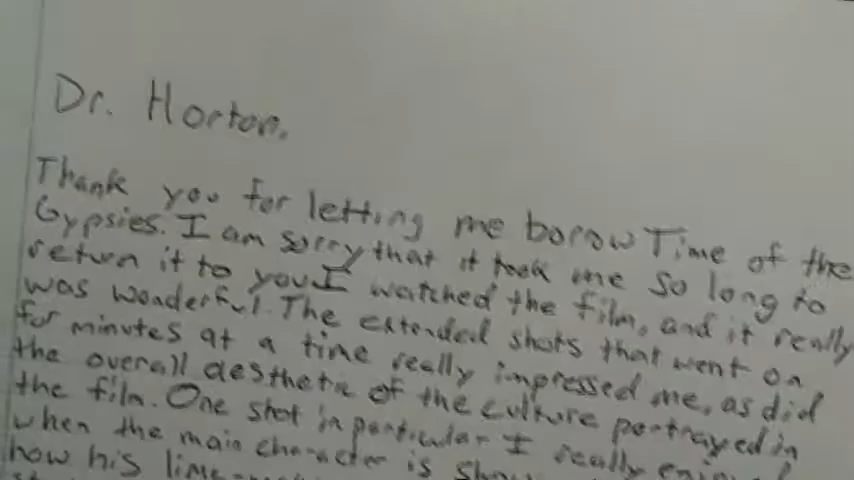 Dr. Horton,
Thank you for letting me borrow Time of the
Gypsies. I am sorry that it took me so long to
return it to you. I watched the film, and it really
was wonderful. The extended shots that went on
for minutes at a time really impressed me, as did
the overall aesthetic of the culture portrayed in
the film. One shot in particular I really enjoyed
when the main character is
how his